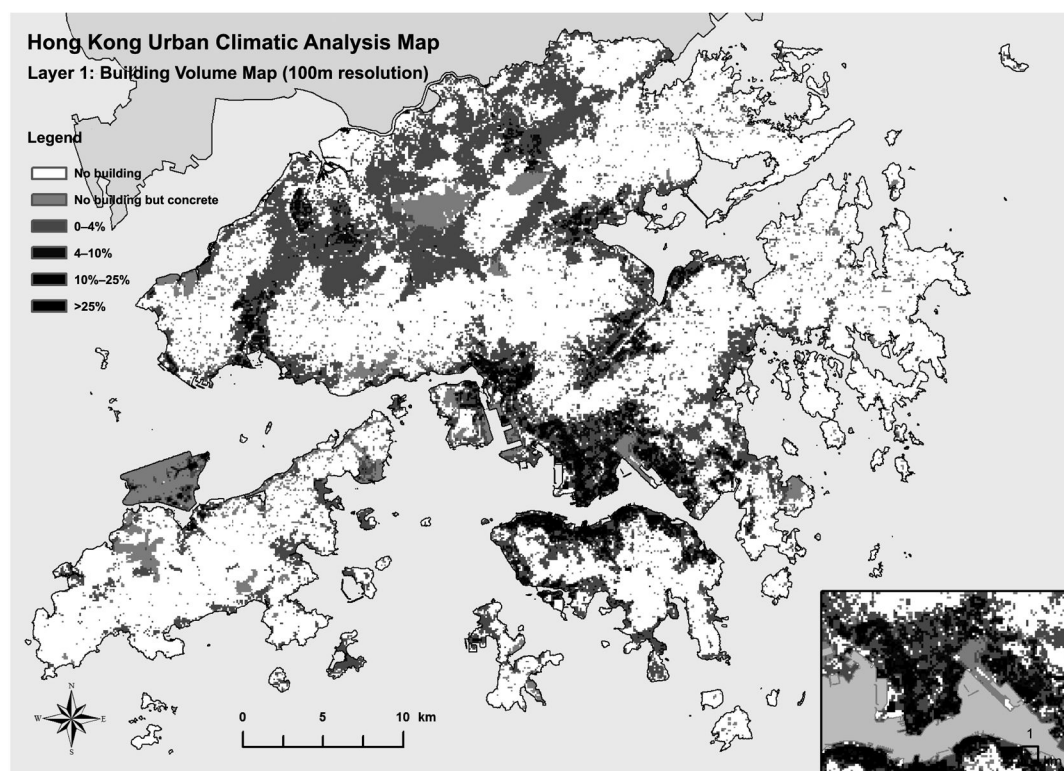 Hong Kong Urban Climatic Analysis Map
Layer 1: Building Volume Map (100m resolution)
Legend
No building
No building but concrete
0–4%
4–10%
10%–25%
>25%
N
W E
S
0 5 10 km
1